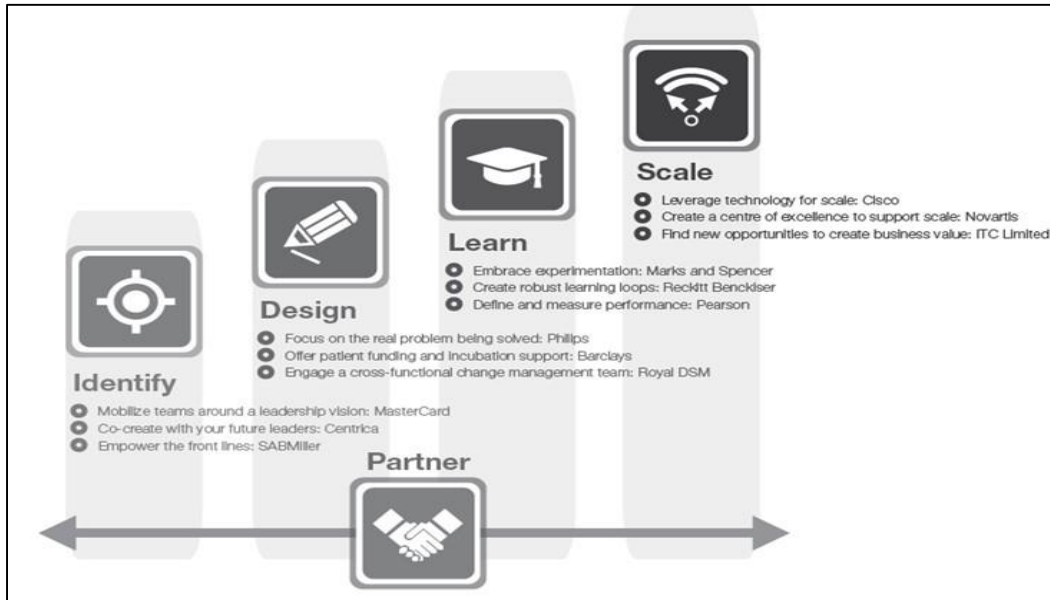 Scale
Leverage technology for scale: Cisco
Create a centre of excellence to support scale: Novartis
Find new opportunities to create business value: ITC Limited
Learn
Embrace experimentation: Marks and Spencer
Create robust learning loops: Reckitt Benckiser
Define and measure performance: Pearson
Design
Focus on the real problem being solved: Philips
Offer patient funding and incubation support: Barclays
Engage a cross-functional change management team: Royal DSM
Identify
Mobilize teams around a leadership vision: MasterCard
Co-create with your future leaders: Centrica
Empower the front lines: SABMiller
Partner